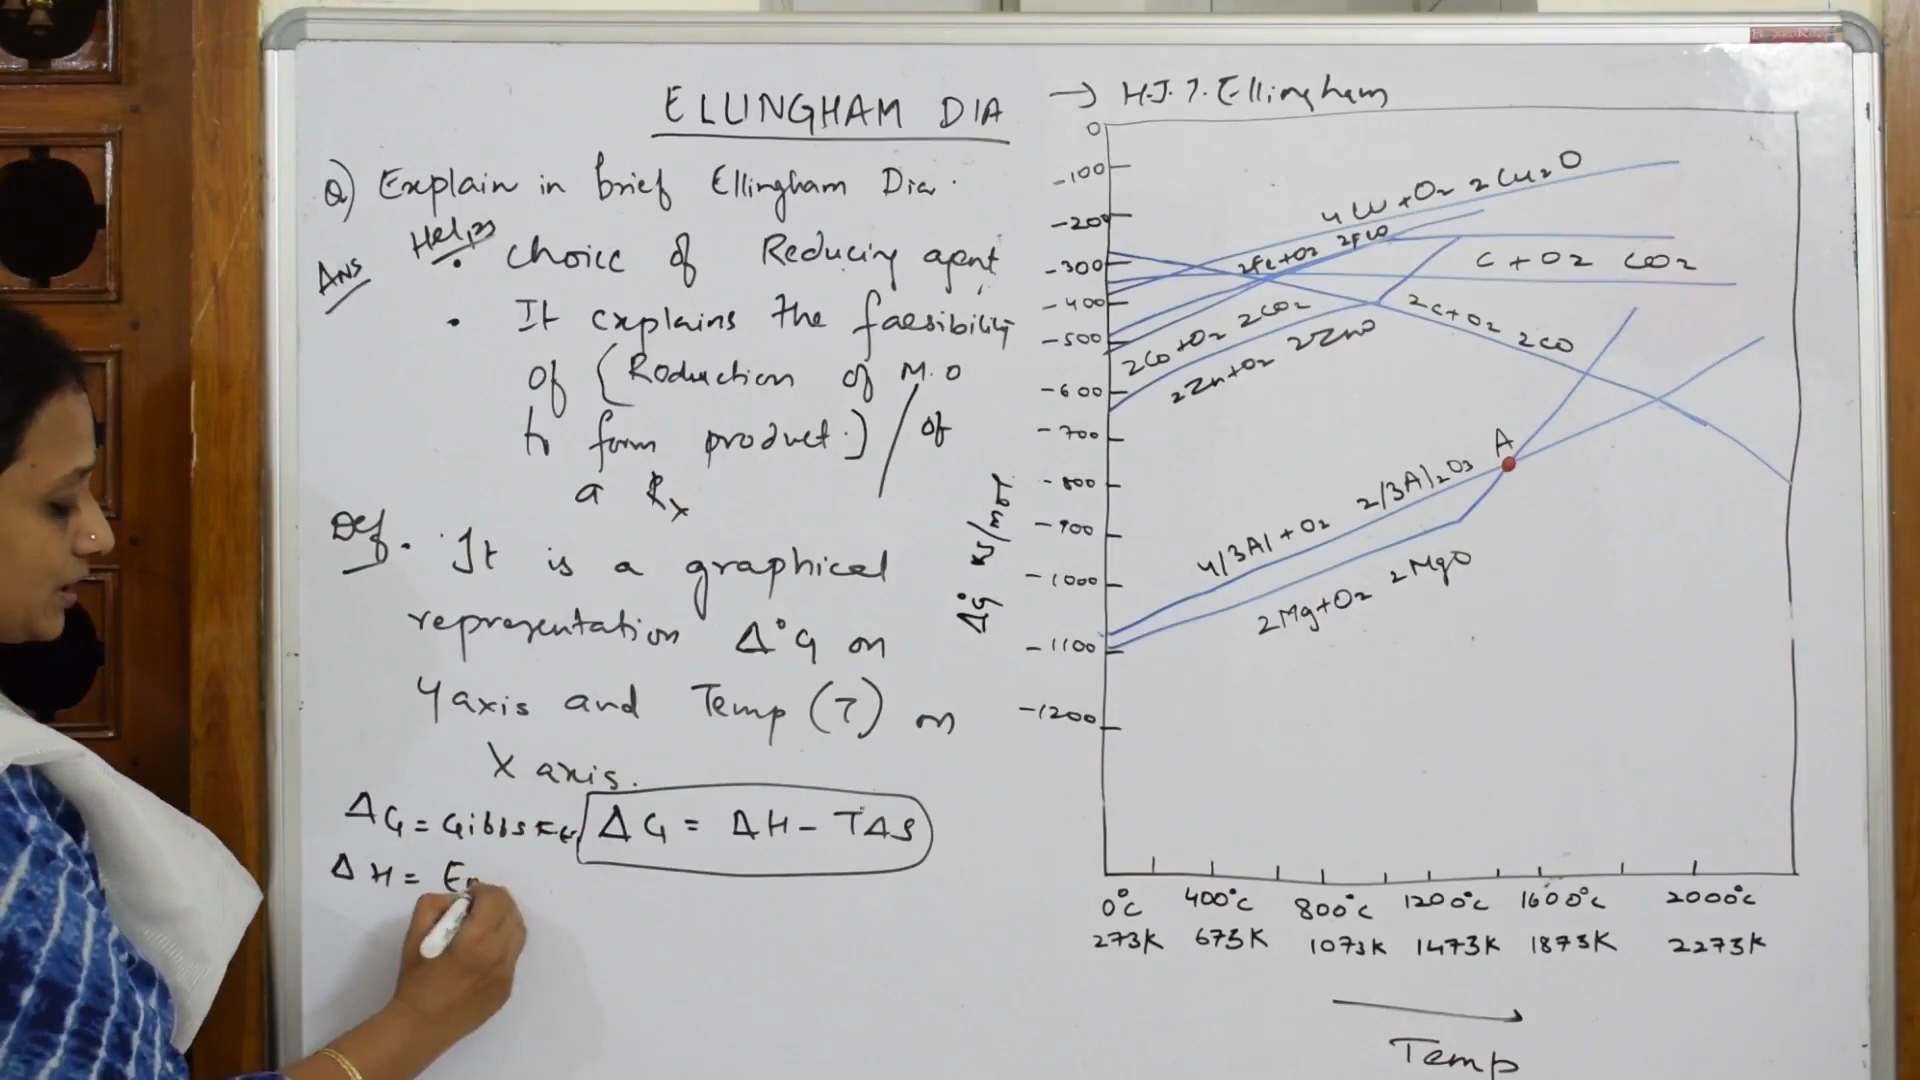 ELLINGHAM DIA
→ H.J.T. Ellingham
Q) Explain in brief Ellingham Dia.
Ans
Helps
• Choice of Reducing agent
• It explains the faesibility
of (Roduction of M.O
to form product.) / of
a Rx
Def. • It is a graphical
representation Δ°G on
Y axis and Temp (T) on
X axis.
ΔG = Gibbs
ΔG = ΔH - TΔS
ΔH = En
0
-100
-200
-300
-400
-500
-600
-700
-800
-900
-1000
-1100
-1200
Δ°G KJ/mol
4Cu + O2 2Cu2O
2Fe+O2 2FeO
C + O2 CO2
2CO+O2 2CO2
2C+O2 2CO
2Zn+O2 2ZnO
A
4/3Al+O2 2/3Al2O3
2Mg+O2 2MgO
0°C 400°C 800°C 1200°C 1600°C 2000°C
273K 673K 1073K 1473K 1873K 2273K
Temp